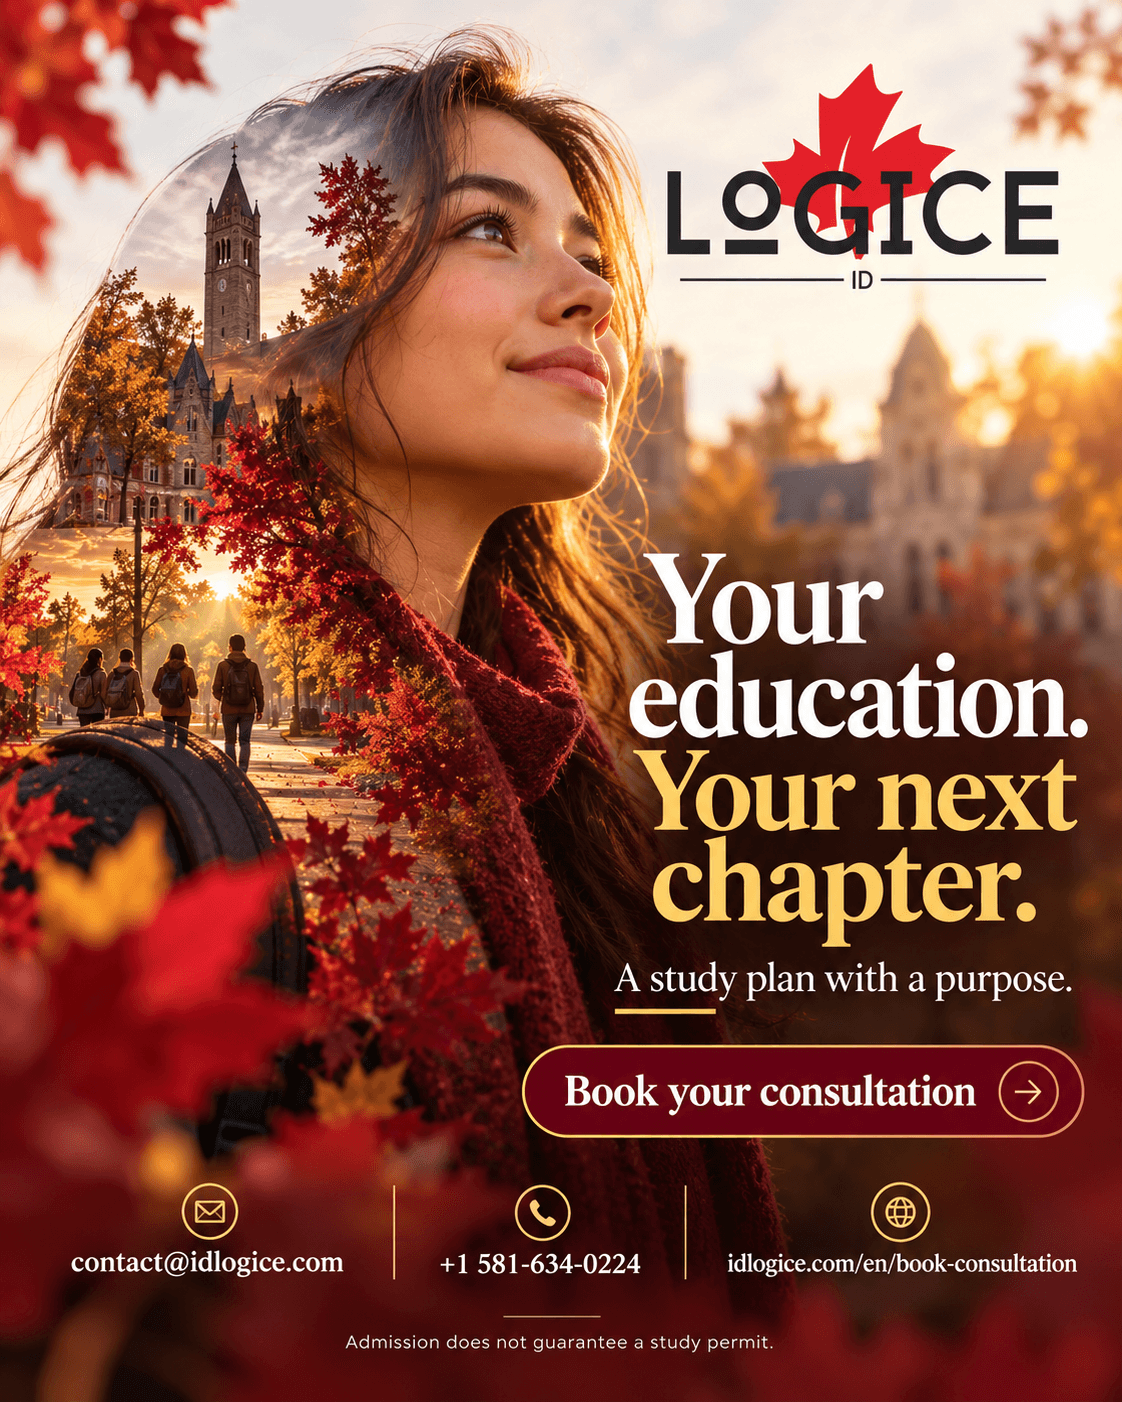 LOGICE
ID
Your
education.
Your next
chapter.
A study plan with a purpose.
Book your consultation
contact@idlogice.com
+1 581-634-0224
idlogice.com/en/book-consultation
Admission does not guarantee a study permit.